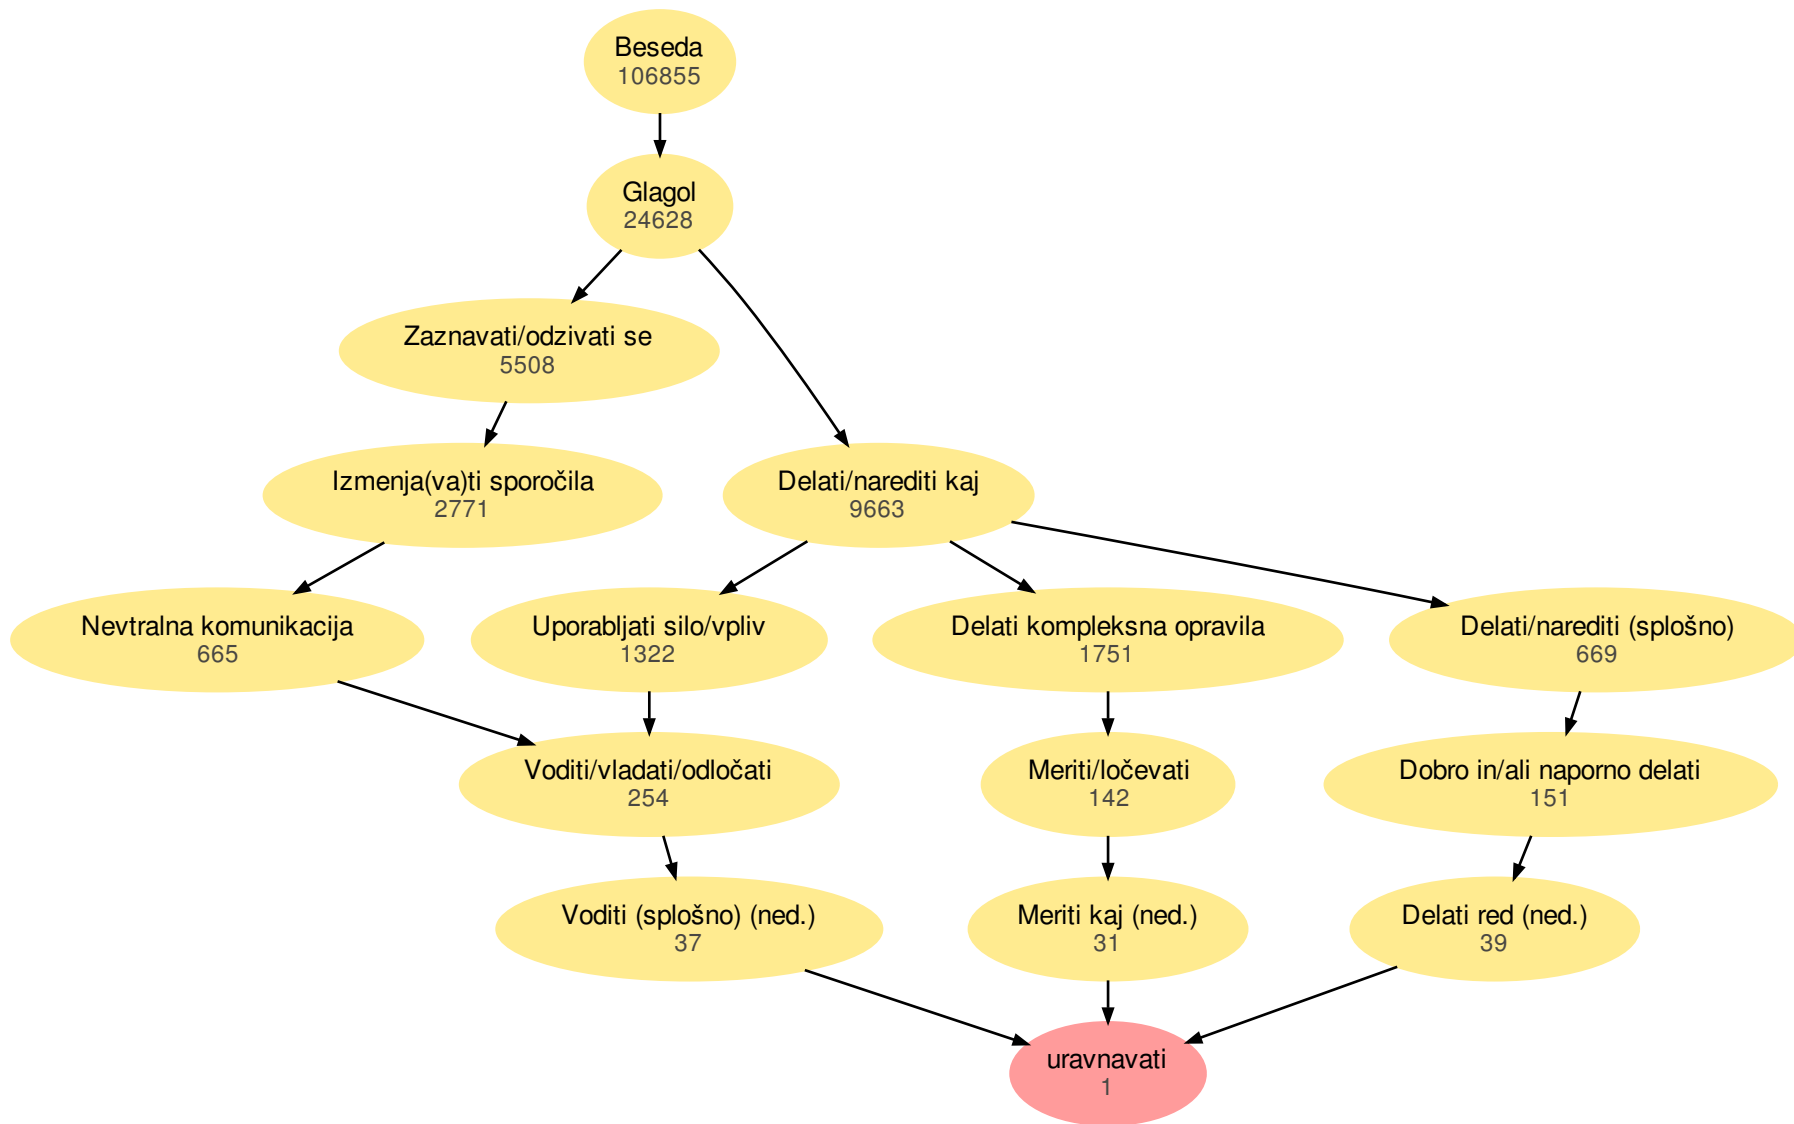 Beseda
106855
Glagol
24628
Zaznavati/odzivati se
5508
Izmenja(va)ti sporočila
2771
Delati/narediti kaj
9663
Nevtralna komunikacija
665
Uporabljati silo/vpliv
1322
Delati kompleksna opravila
1751
Delati/narediti (splošno)
669
Voditi/vladati/odločati
254
Meriti/ločevati
142
Dobro in/ali naporno delati
151
Voditi (splošno) (ned.)
37
Meriti kaj (ned.)
31
Delati red (ned.)
39
uravnavati
1